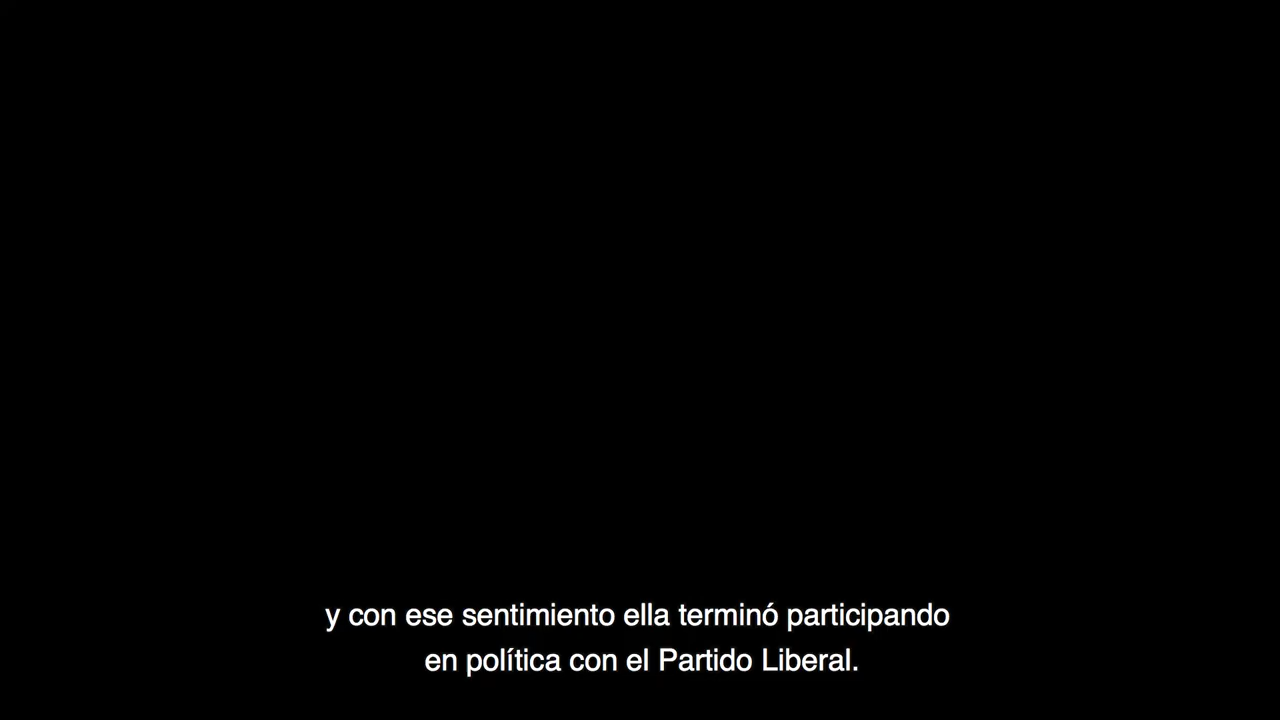 y con ese sentimiento ella terminó participando
en política con el Partido Liberal.